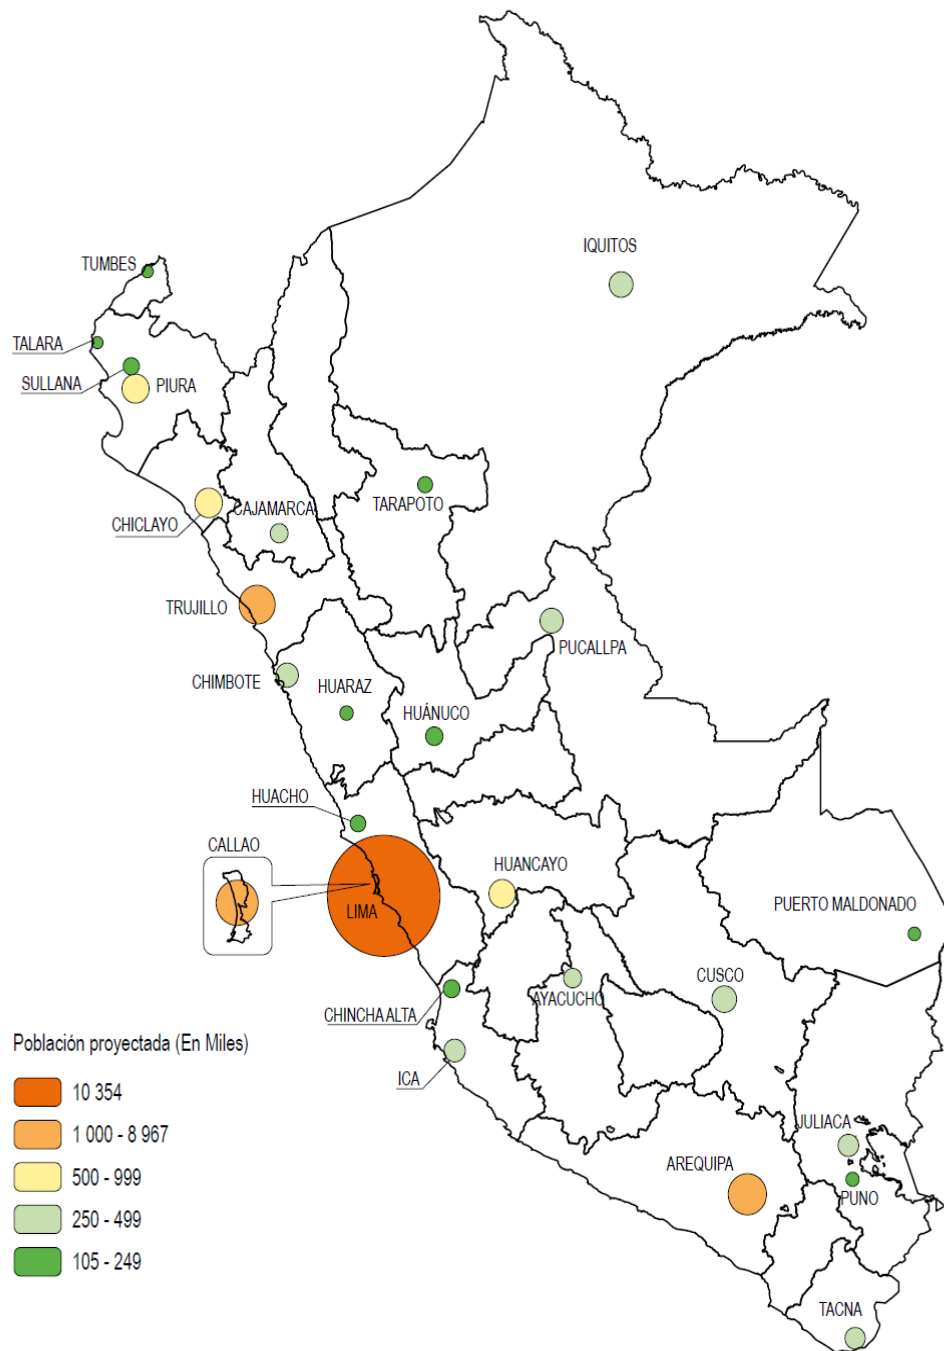 IQUITOS
TUMBES
TALARA
SULLANA
PIURA
TARAPOTO
CAJAMARCA
CHICLAYO
TRUJILLO
PUCALLPA
CHIMBOTE
HUARAZ
HUÁNUCO
HUACHO
CALLAO
HUANCAYO
LIMA
PUERTO MALDONADO
CUSCO
AYACUCHO
CHINCHA ALTA
ICA
JULIACA
AREQUIPA
PUNO
TACNA
Población proyectada (En Miles)
10 354
1 000 - 8 967
500 - 999
250 - 499
105 - 249